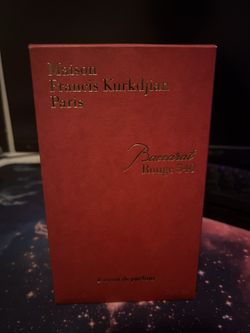 Maison
Francis Kurkdjian
Paris
Baccarat
Rouge 540
Extrait de parfum